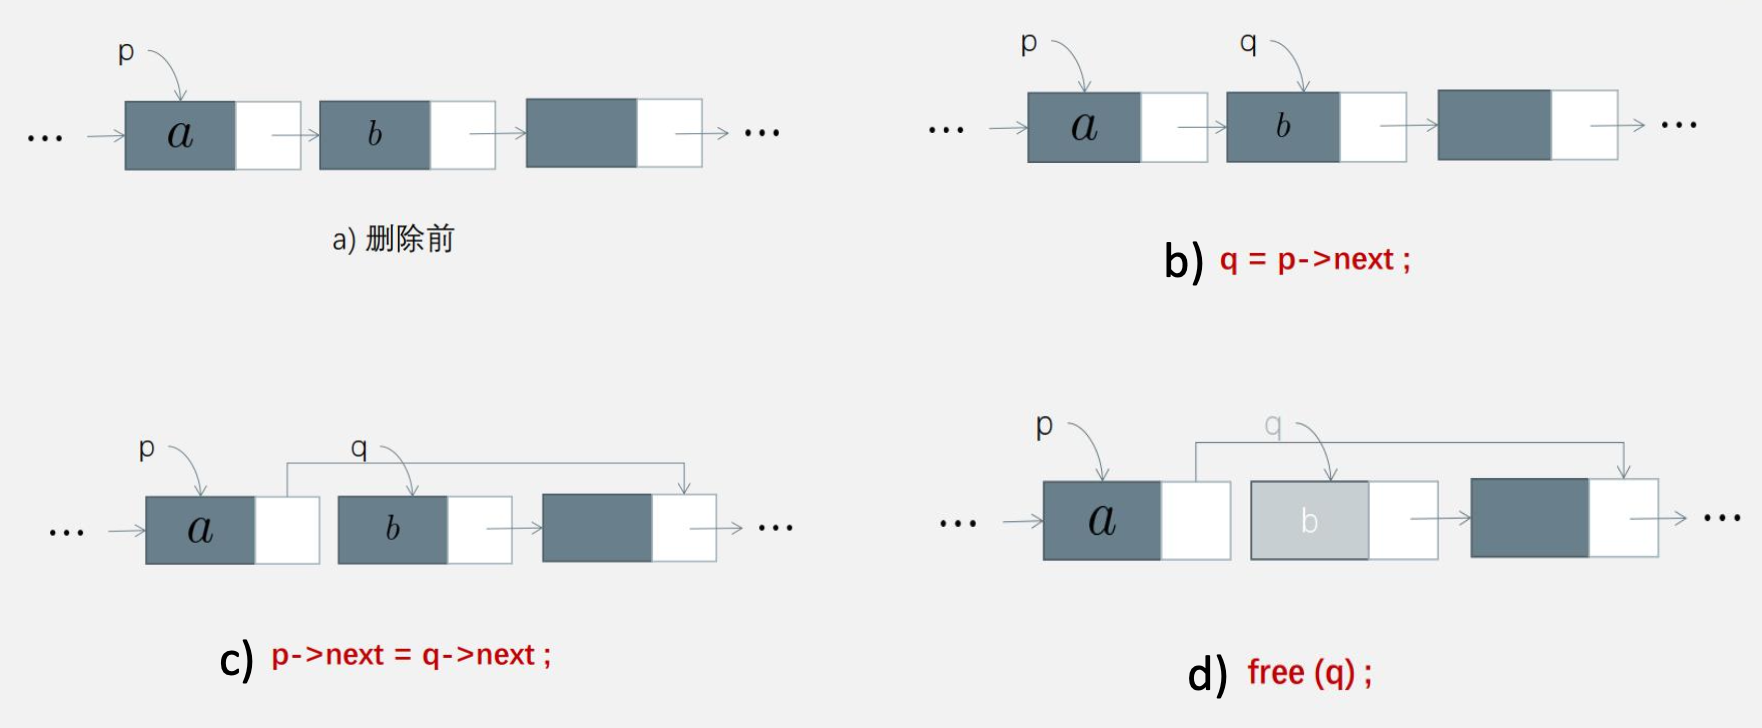 p
... a b ...
a) 删除前
p q
... a b ...
b) q = p->next ;
p q
... a b ...
c) p->next = q->next ;
p q
... a b ...
d) free (q) ;